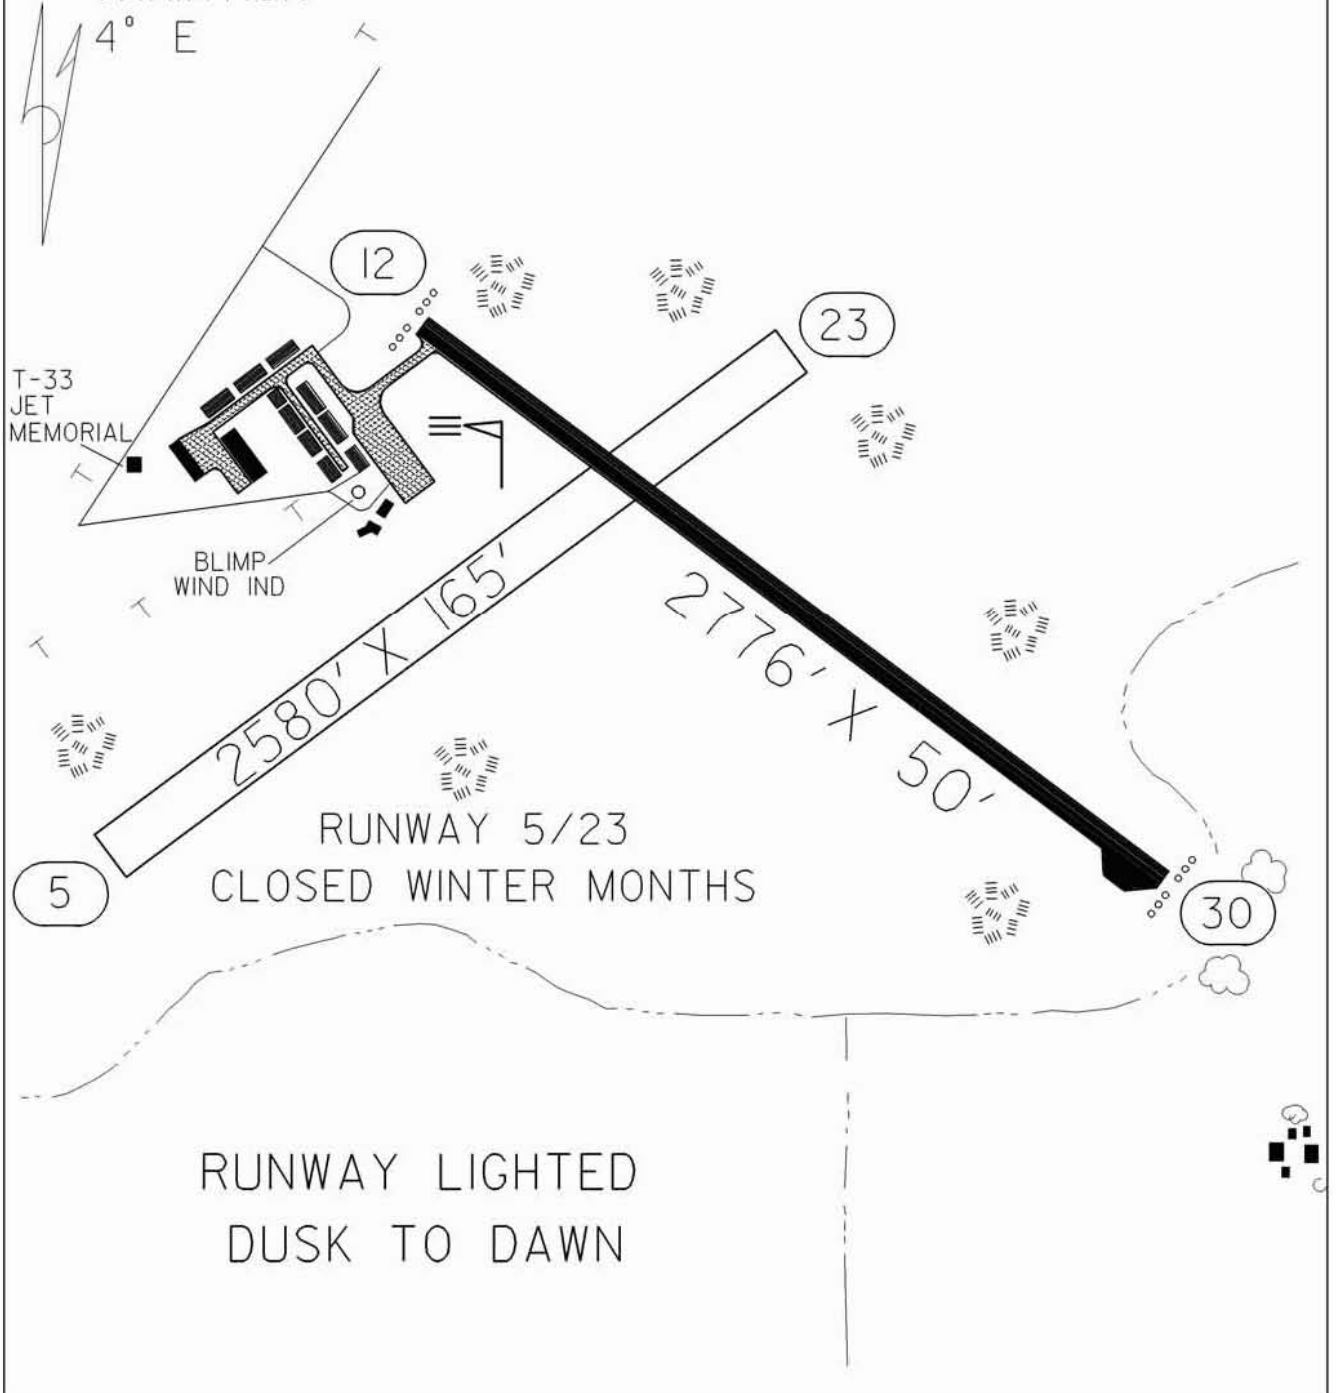 4° E
12
23
T-33
JET
MEMORIAL
BLIMP
WIND IND
2580' X 165'
2776' X 50'
RUNWAY 5/23
CLOSED WINTER MONTHS
5
30
RUNWAY LIGHTED
DUSK TO DAWN